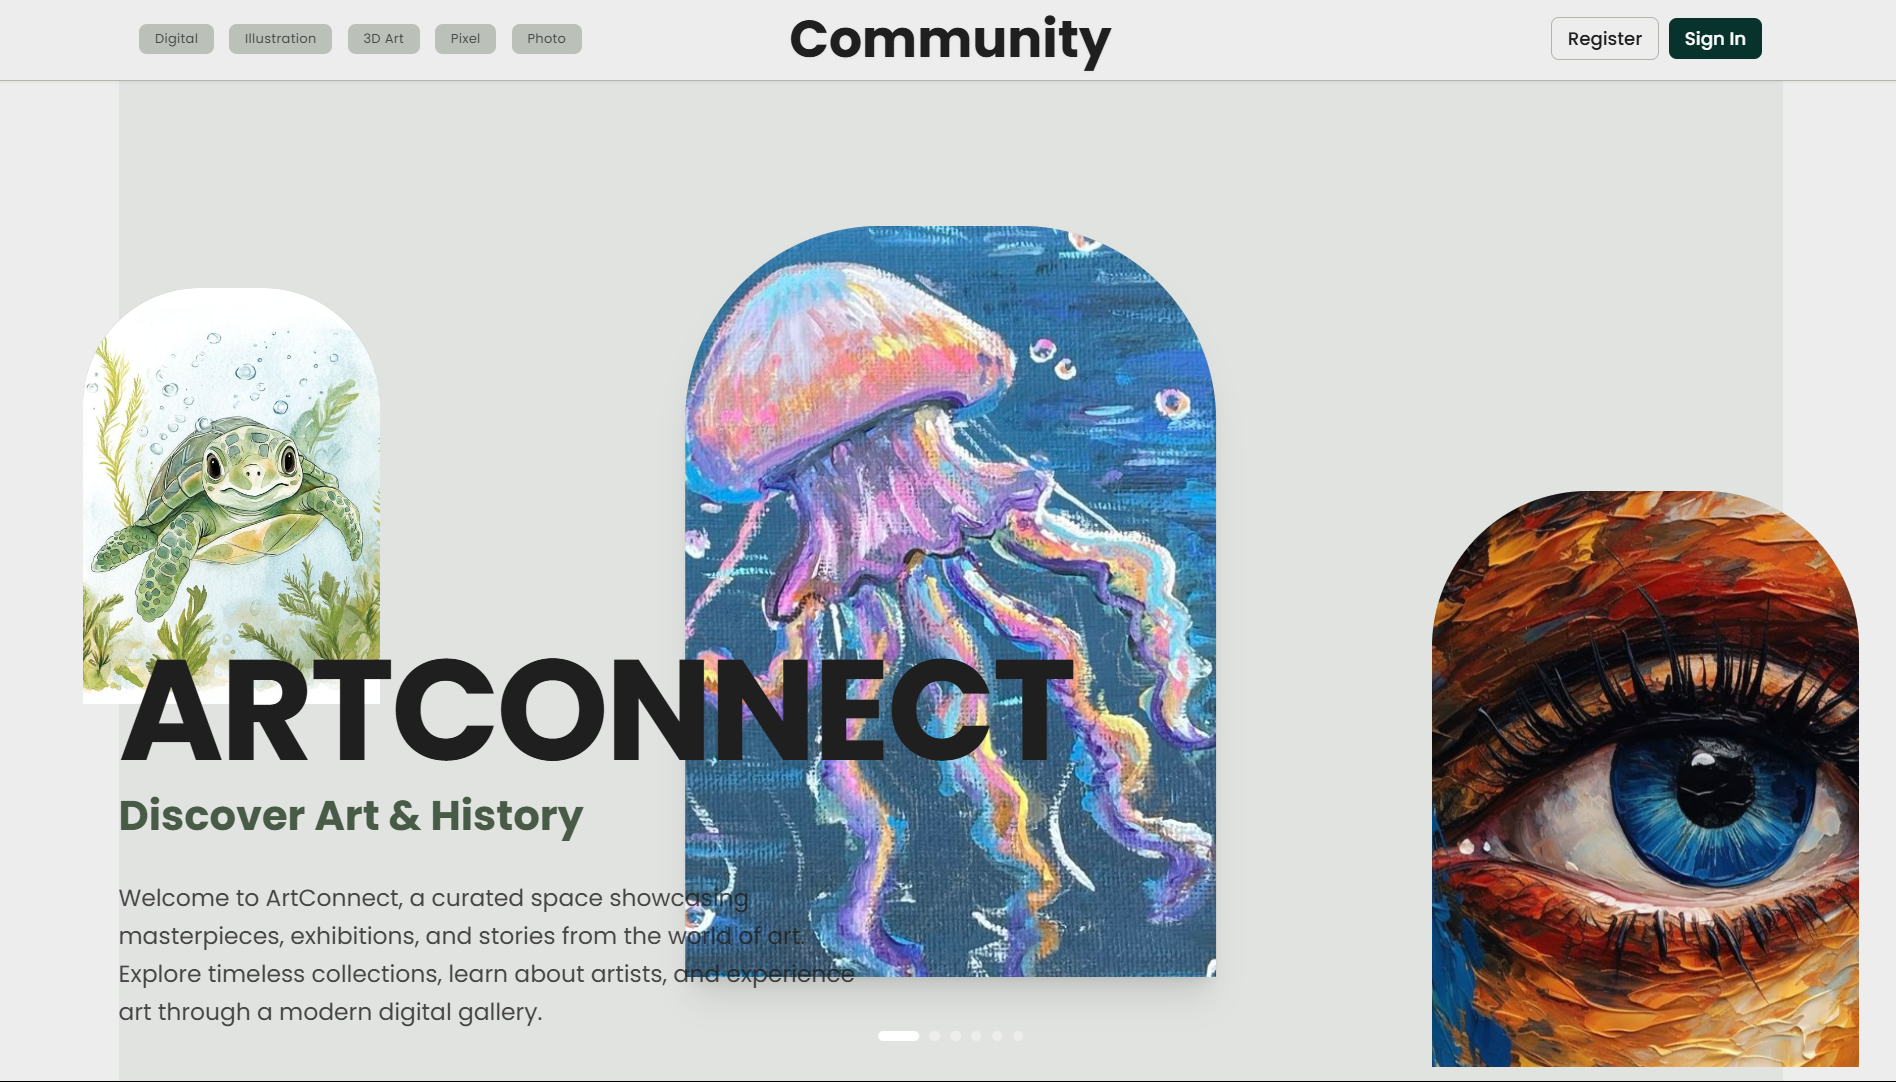 Digital
Illustration
3D Art
Pixel
Photo
Community
Register
Sign In
ARTCONNECT
Discover Art & History
Welcome to ArtConnect, a curated space showcasing
masterpieces, exhibitions, and stories from the world of art.
Explore timeless collections, learn about artists, and experience
art through a modern digital gallery.